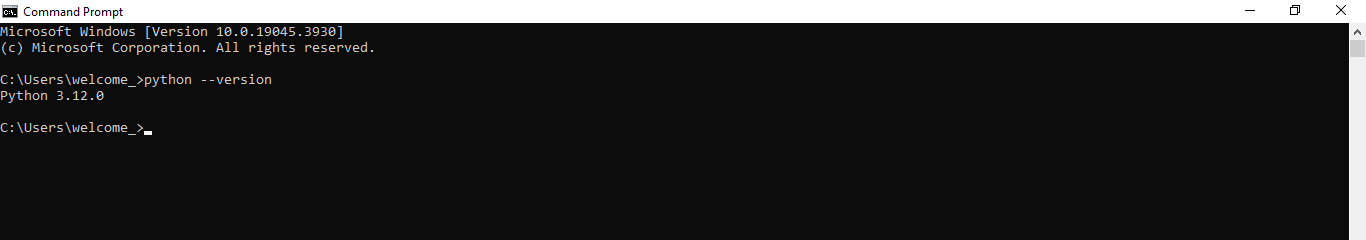 Command Prompt
Microsoft Windows [Version 10.0.19045.3930]
(c) Microsoft Corporation. All rights reserved.
C:\Users\welcome_>python --version
Python 3.12.0
C:\Users\welcome_>